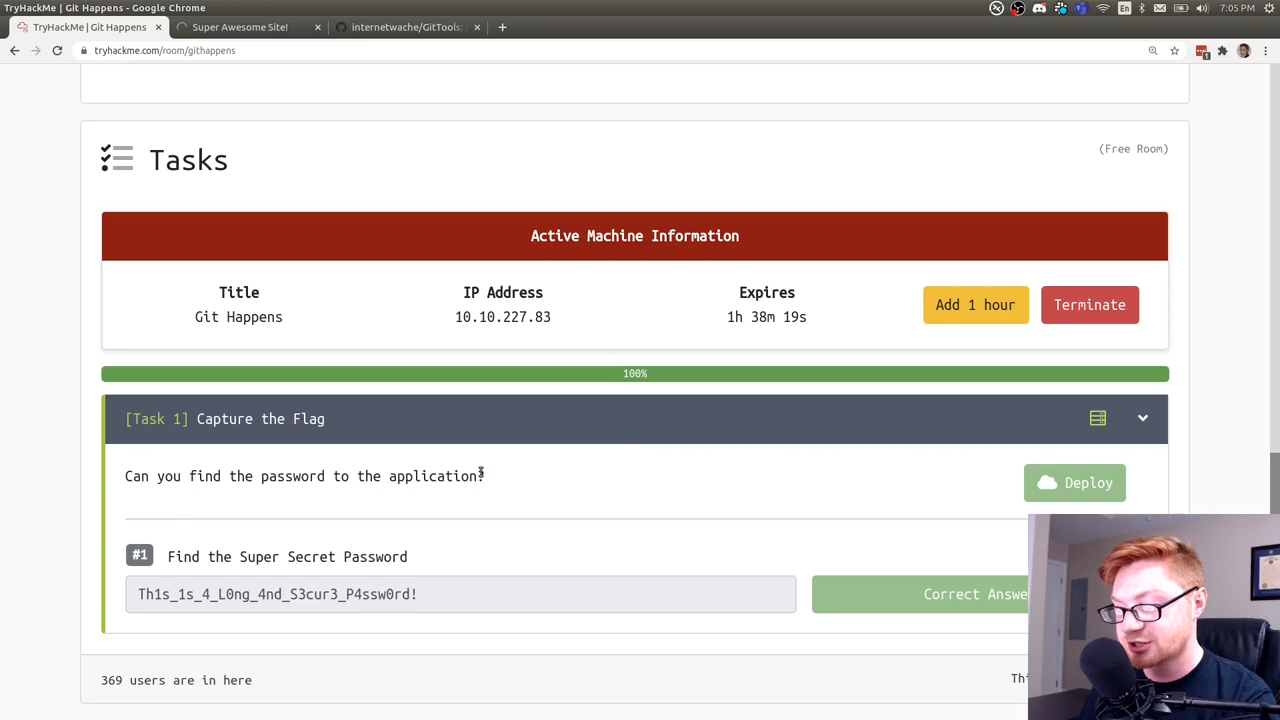 TryHackMe | Git Happens - Google Chrome
En
7:05 PM
TryHackMe | Git Happens
Super Awesome Site!
internetwache/GitTools:
tryhackme.com/room/githappens
1
Tasks
(Free Room)
Active Machine Information
Title
IP Address
Expires
Git Happens
10.10.227.83
1h 38m 19s
Add 1 hour
Terminate
100%
[Task 1] Capture the Flag
Can you find the password to the application?
Deploy
#1
Find the Super Secret Password
Th1s_1s_4_L0ng_4nd_S3cur3_P4ssw0rd!
Correct Answe
369 users are in here
Thi